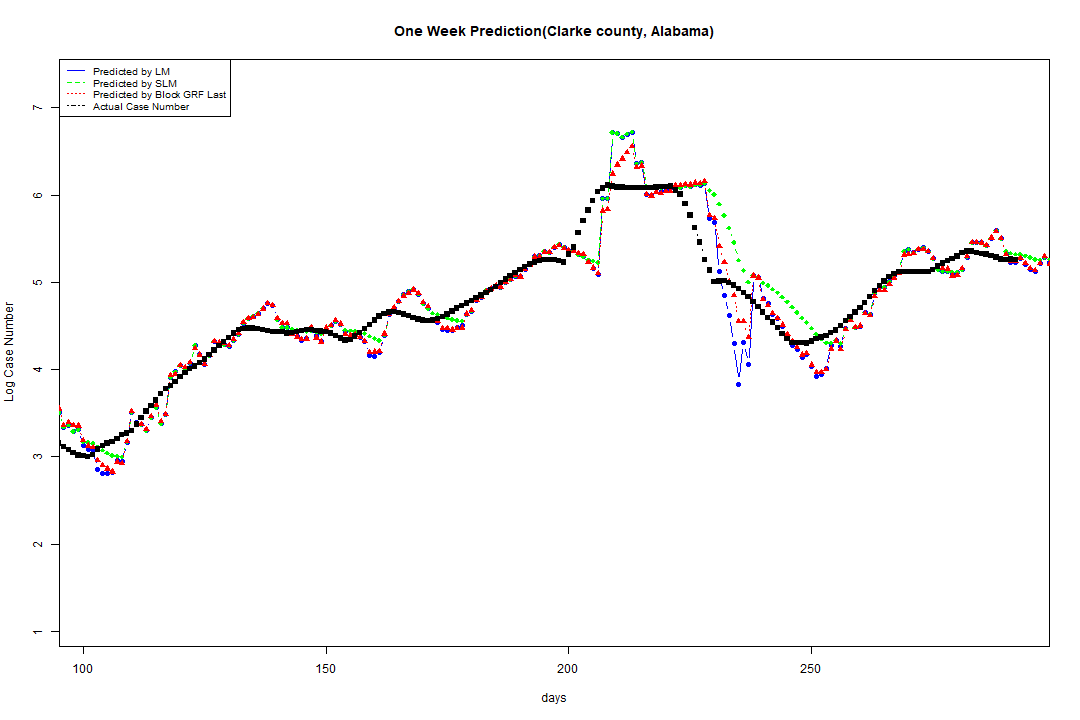 One Week Prediction(Clarke county, Alabama)
Predicted by LM
Predicted by SLM
Predicted by Block GRF Last
Actual Case Number
7
6
5
4
3
2
1
Log Case Number
100 150 200 250
days